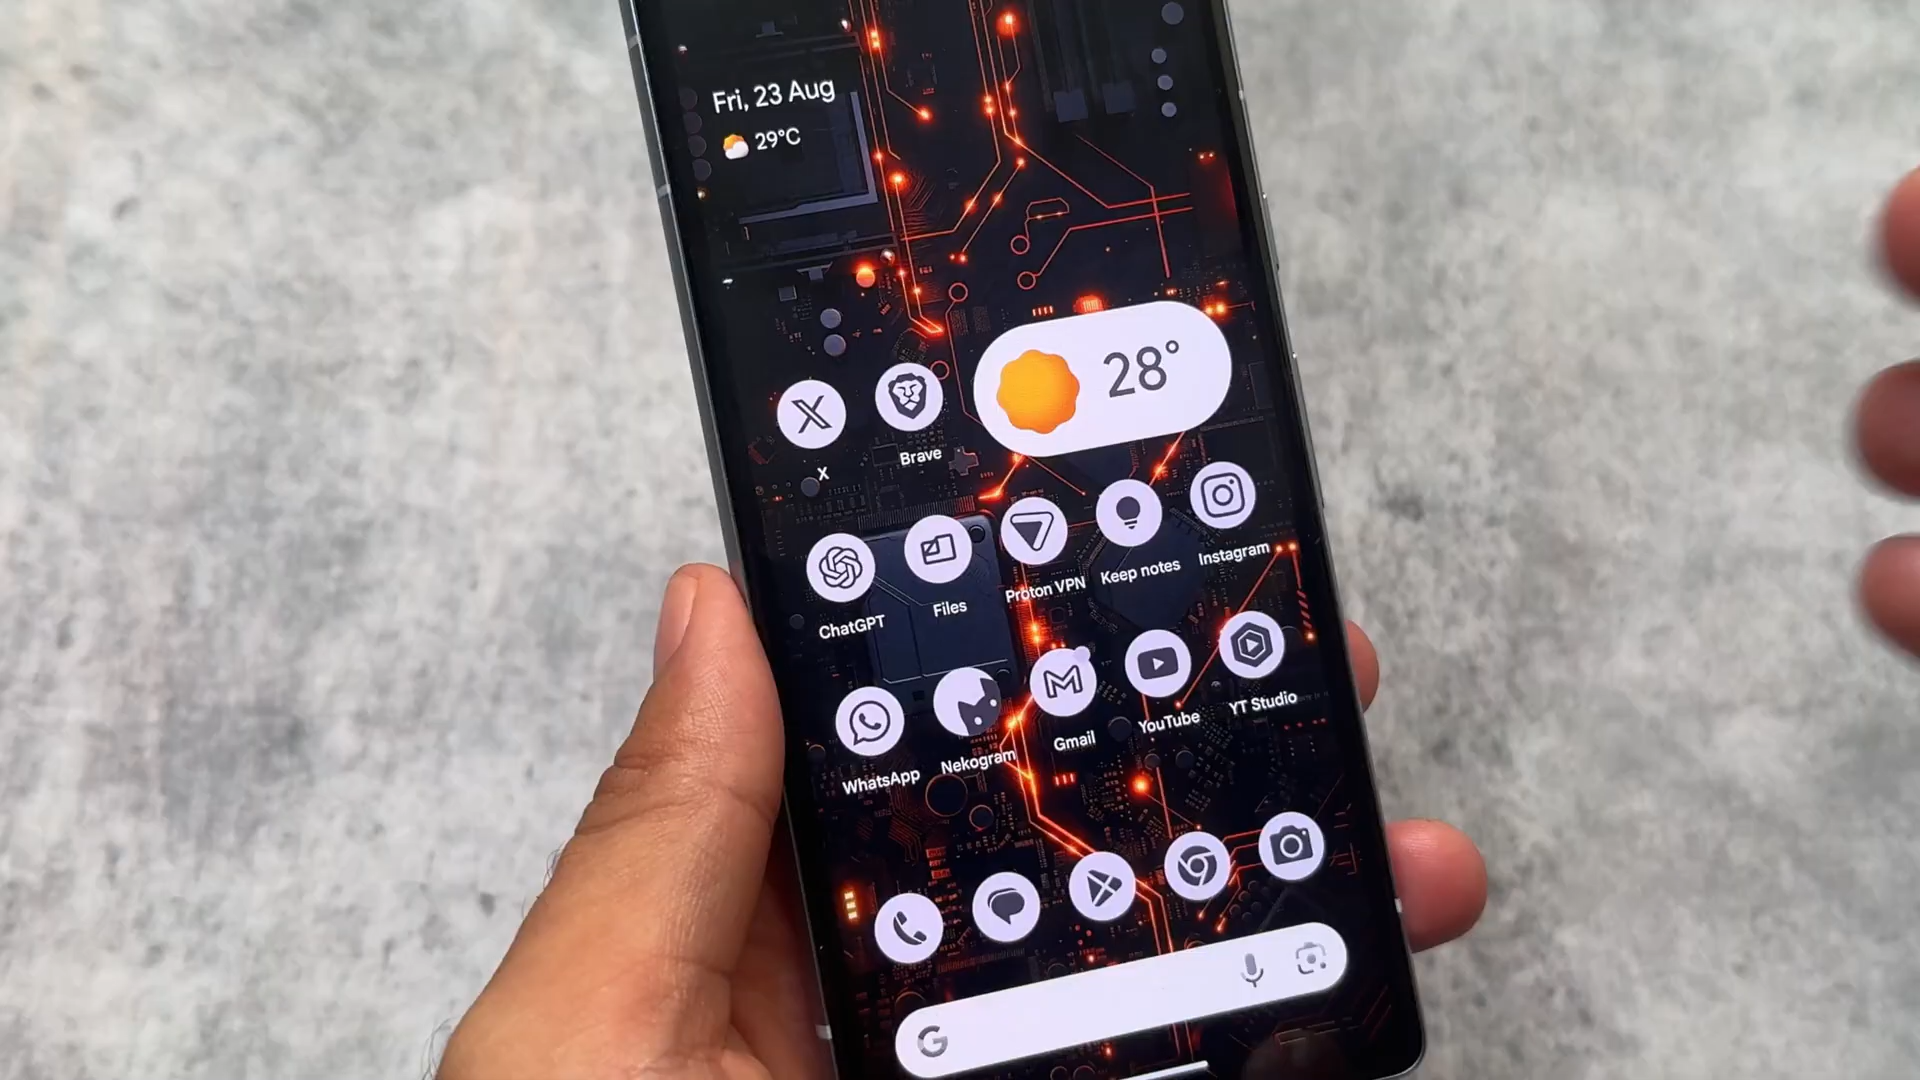 Fri, 23 Aug
29°C
28°
X
Brave
ChatGPT
Files
Proton VPN
Keep notes
Instagram
WhatsApp
Nekogram
Gmail
YouTube
YT Studio